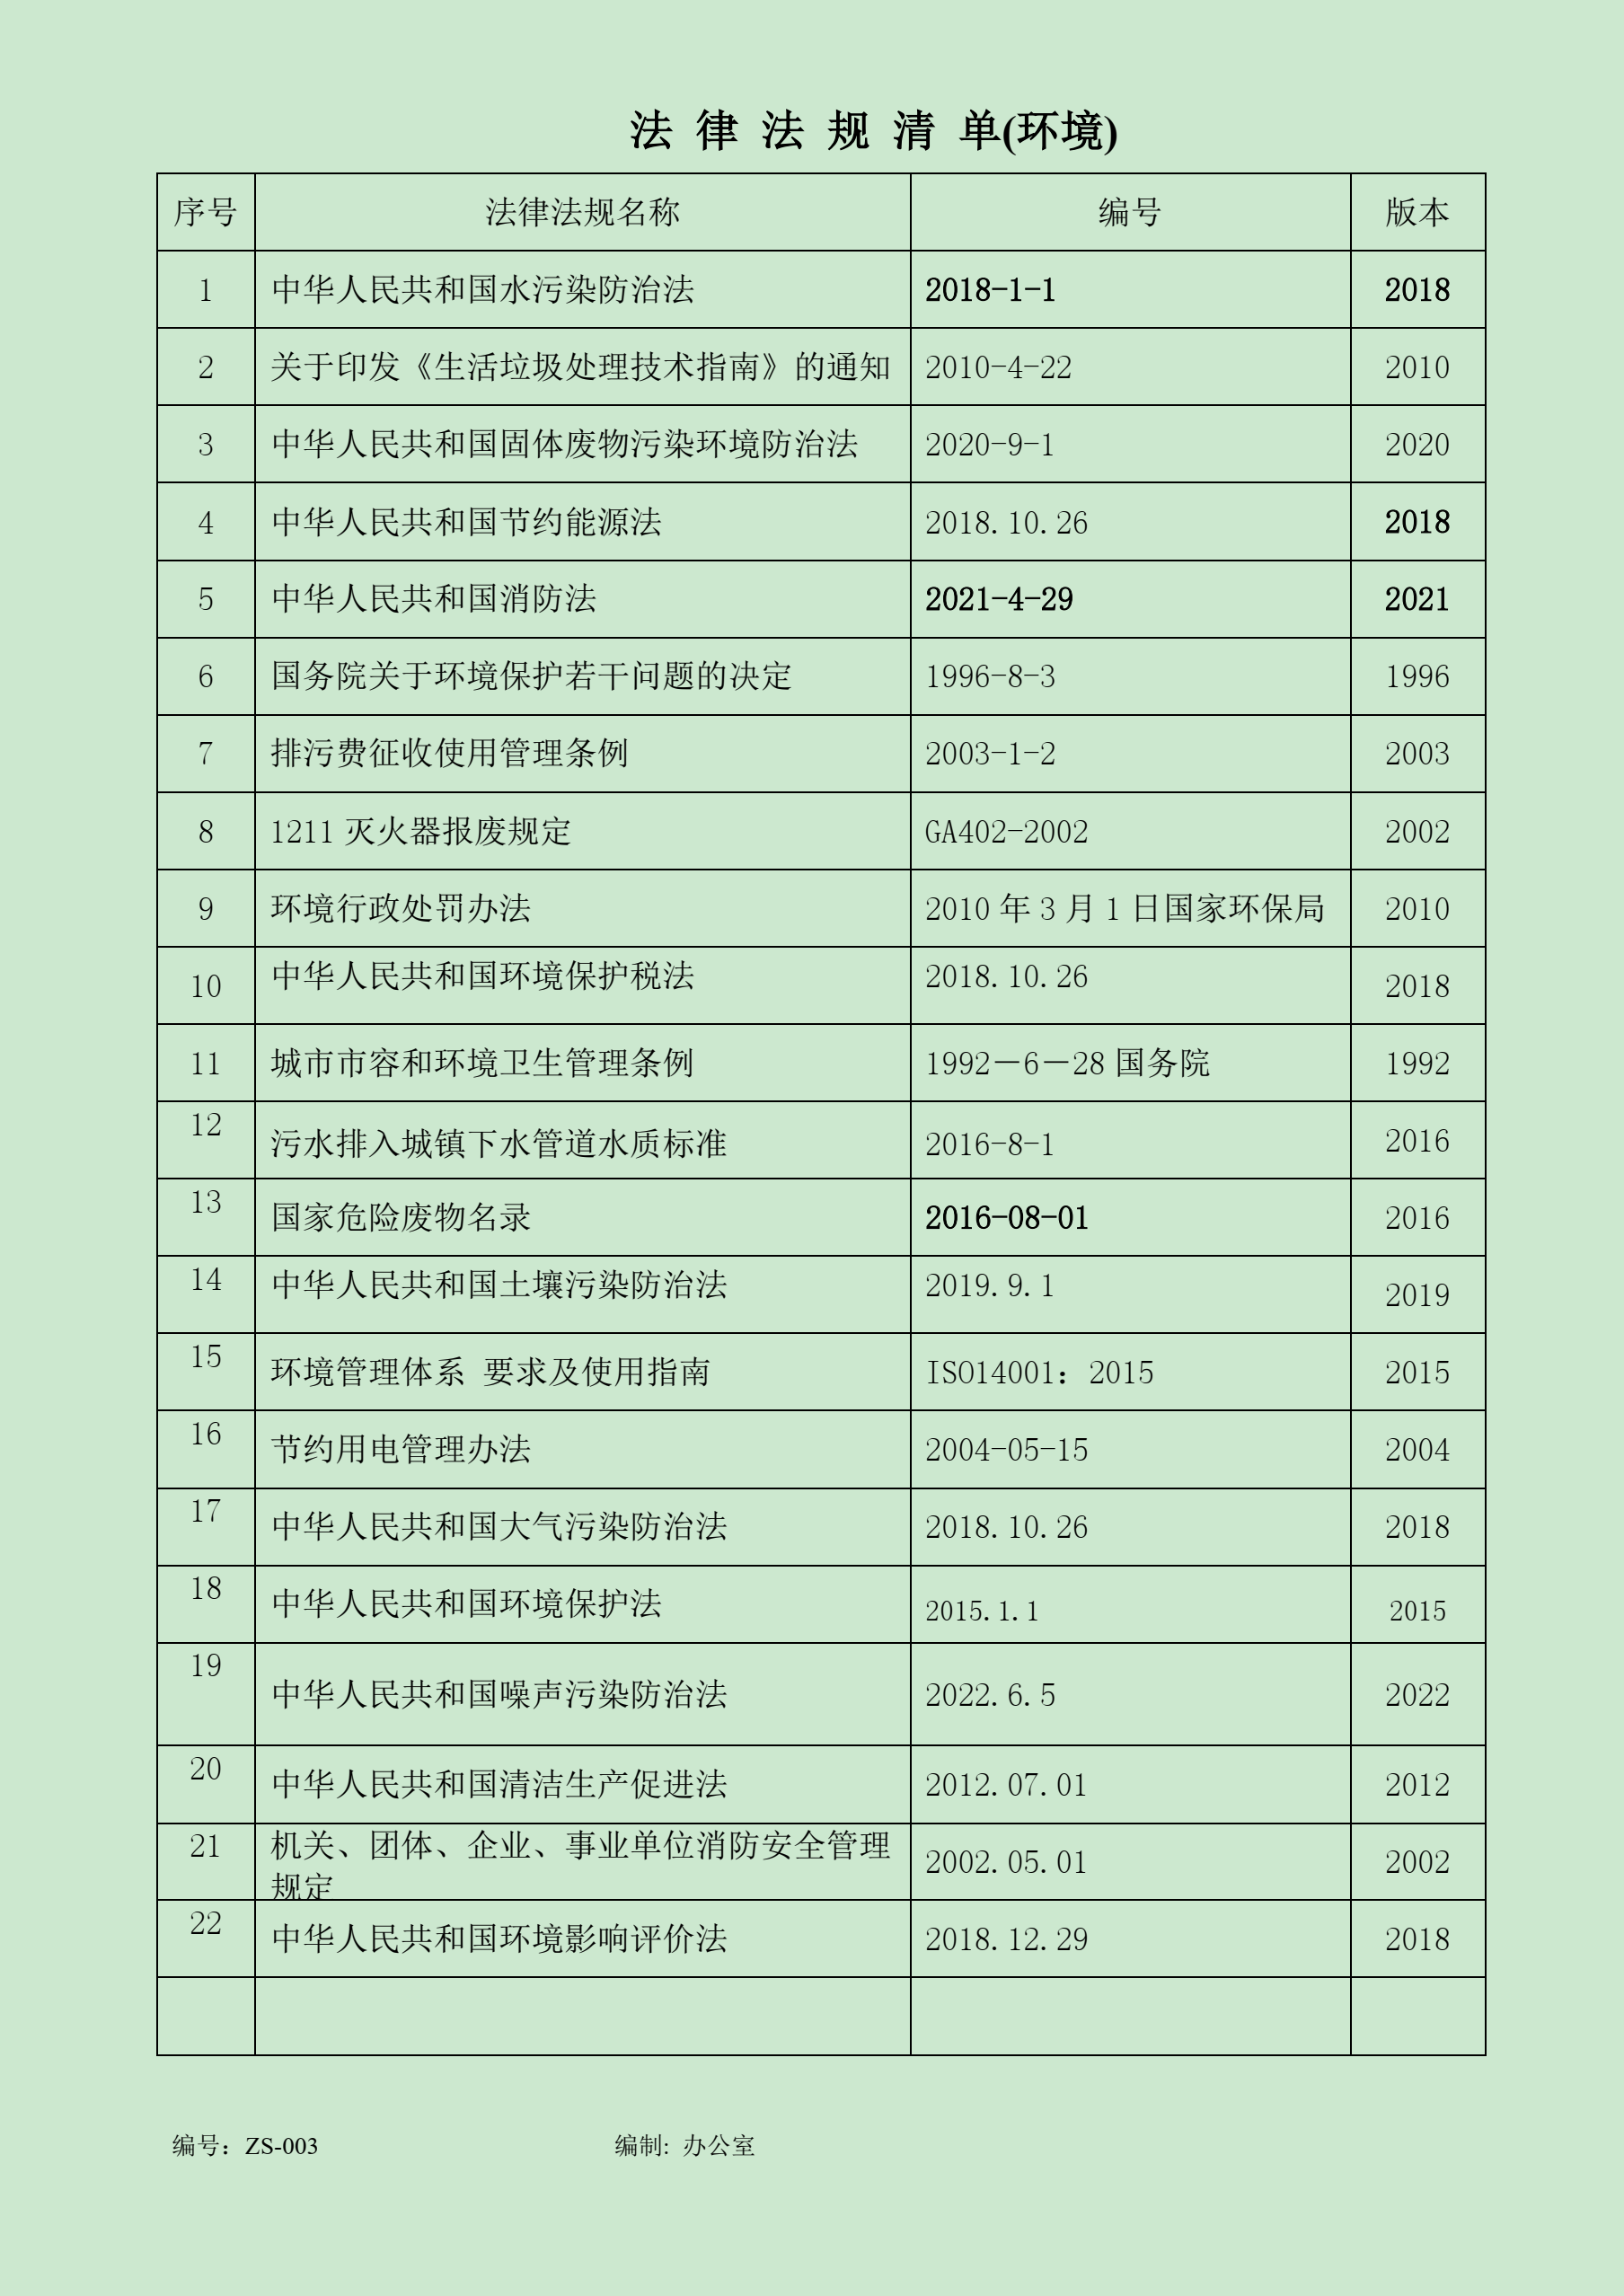 法 律 法 规 清 单(环境)
序号 法律法规名称 编号 版本
1 中华人民共和国水污染防治法 2018-1-1 2018
2 关于印发《生活垃圾处理技术指南》的通知 2010-4-22 2010
3 中华人民共和国固体废物污染环境防治法 2020-9-1 2020
4 中华人民共和国节约能源法 2018.10.26 2018
5 中华人民共和国消防法 2021-4-29 2021
6 国务院关于环境保护若干问题的决定 1996-8-3 1996
7 排污费征收使用管理条例 2003-1-2 2003
8 1211 灭火器报废规定 GA402-2002 2002
9 环境行政处罚办法 2010 年 3 月 1 日国家环保局 2010
10 中华人民共和国环境保护税法 2018.10.26 2018
11 城市市容和环境卫生管理条例 1992－6－28 国务院 1992
12 污水排入城镇下水管道水质标准 2016-8-1 2016
13 国家危险废物名录 2016-08-01 2016
14 中华人民共和国土壤污染防治法 2019.9.1 2019
15 环境管理体系 要求及使用指南 ISO14001：2015 2015
16 节约用电管理办法 2004-05-15 2004
17 中华人民共和国大气污染防治法 2018.10.26 2018
18 中华人民共和国环境保护法 2015.1.1 2015
19 中华人民共和国噪声污染防治法 2022.6.5 2022
20 中华人民共和国清洁生产促进法 2012.07.01 2012
21 机关、团体、企业、事业单位消防安全管理
规定 2002.05.01 2002
22 中华人民共和国环境影响评价法 2018.12.29 2018
编号：ZS-003 编制: 办公室